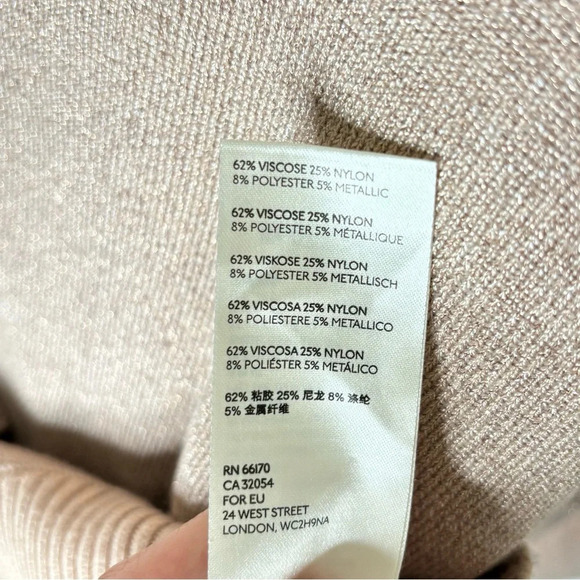 62% VISCOSE 25% NYLON
8% POLYESTER 5% METALLIC
62% VISCOSE 25% NYLON
8% POLYESTER 5% MÉTALLIQUE
62% VISKOSE 25% NYLON
8% POLYESTER 5% METALLISCH
62% VISCOSA 25% NYLON
8% POLIESTERE 5% METALLICO
62% VISCOSA 25% NYLON
8% POLIÉSTER 5% METÁLICO
62% 粘胶 25% 尼龙 8% 涤纶
5% 金属纤维
RN 66170
CA 32054
FOR EU
24 WEST STREET
LONDON, WC2H9NA